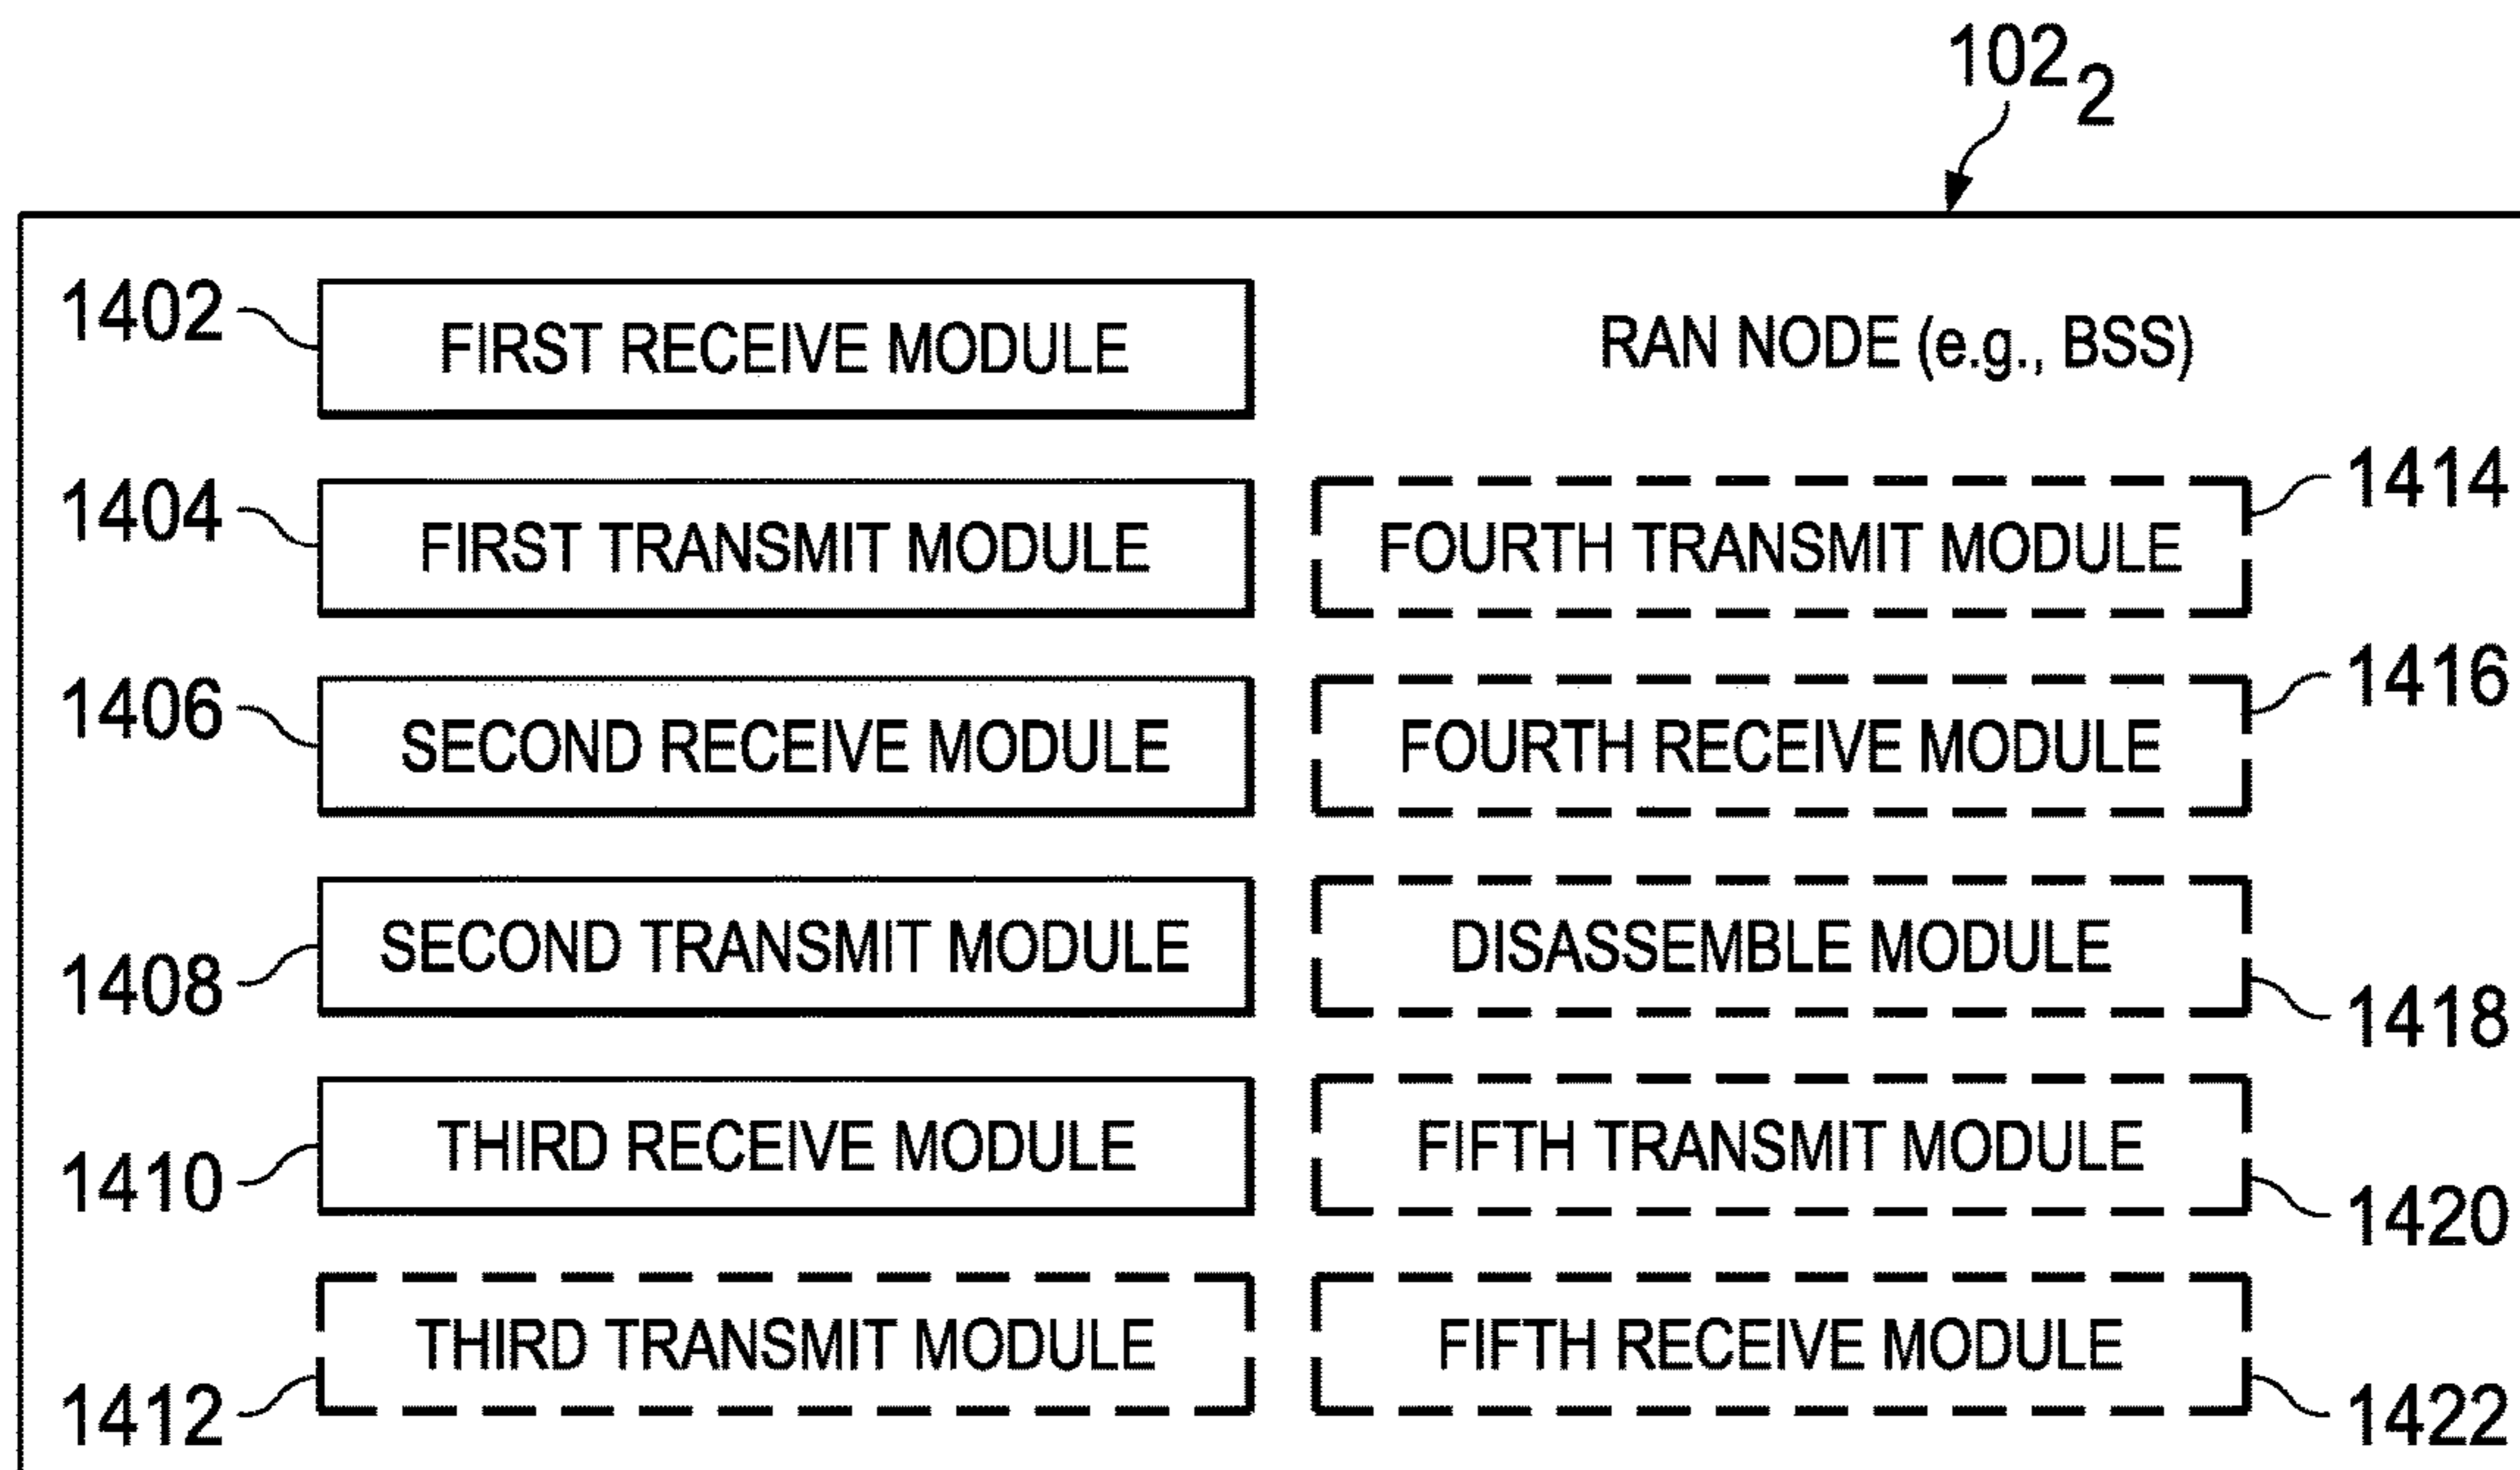 102₂
1402
FIRST RECEIVE MODULE
RAN NODE (e.g., BSS)
1404
FIRST TRANSMIT MODULE
FOURTH TRANSMIT MODULE
1414
1406
SECOND RECEIVE MODULE
FOURTH RECEIVE MODULE
1416
1408
SECOND TRANSMIT MODULE
DISASSEMBLE MODULE
1418
1410
THIRD RECEIVE MODULE
FIFTH TRANSMIT MODULE
1420
1412
THIRD TRANSMIT MODULE
FIFTH RECEIVE MODULE
1422